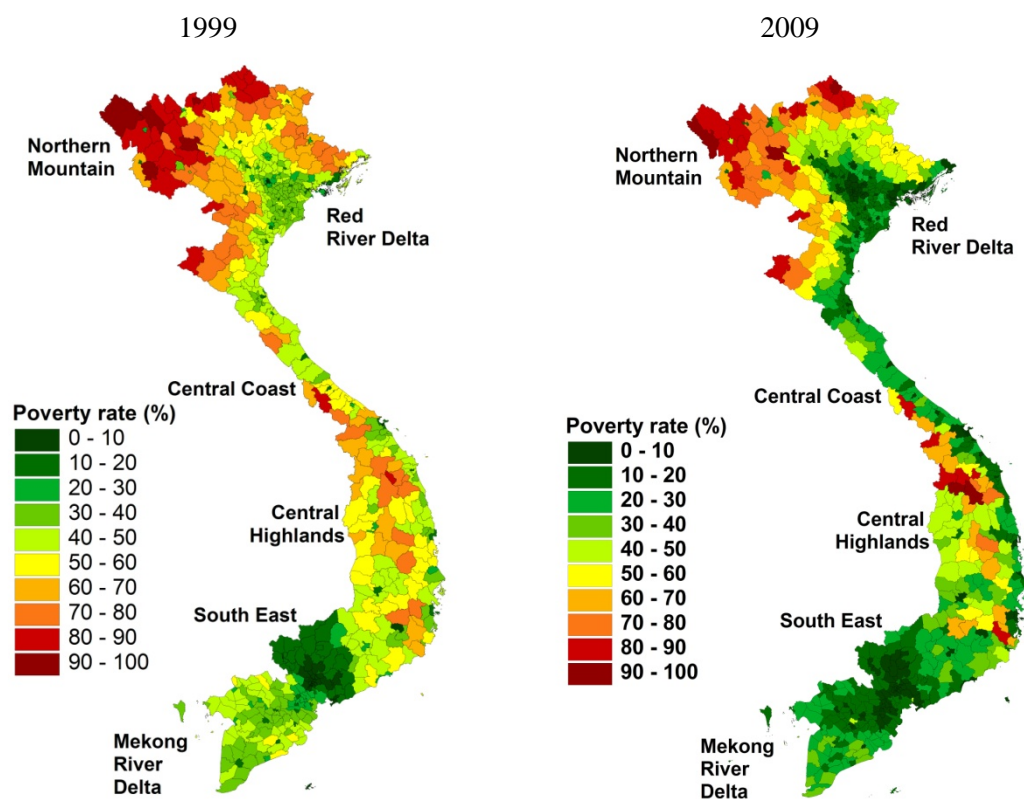 1999
Northern
Mountain
Red
River Delta
Central Coast
Poverty rate (%)
0 - 10
10 - 20
20 - 30
30 - 40
40 - 50
50 - 60
60 - 70
70 - 80
80 - 90
90 - 100
Central
Highlands
South East
Mekong
River
Delta
2009
Northern
Mountain
Red
River Delta
Central Coast
Poverty rate (%)
0 - 10
10 - 20
20 - 30
30 - 40
40 - 50
50 - 60
60 - 70
70 - 80
80 - 90
90 - 100
Central
Highlands
South East
Mekong
River
Delta